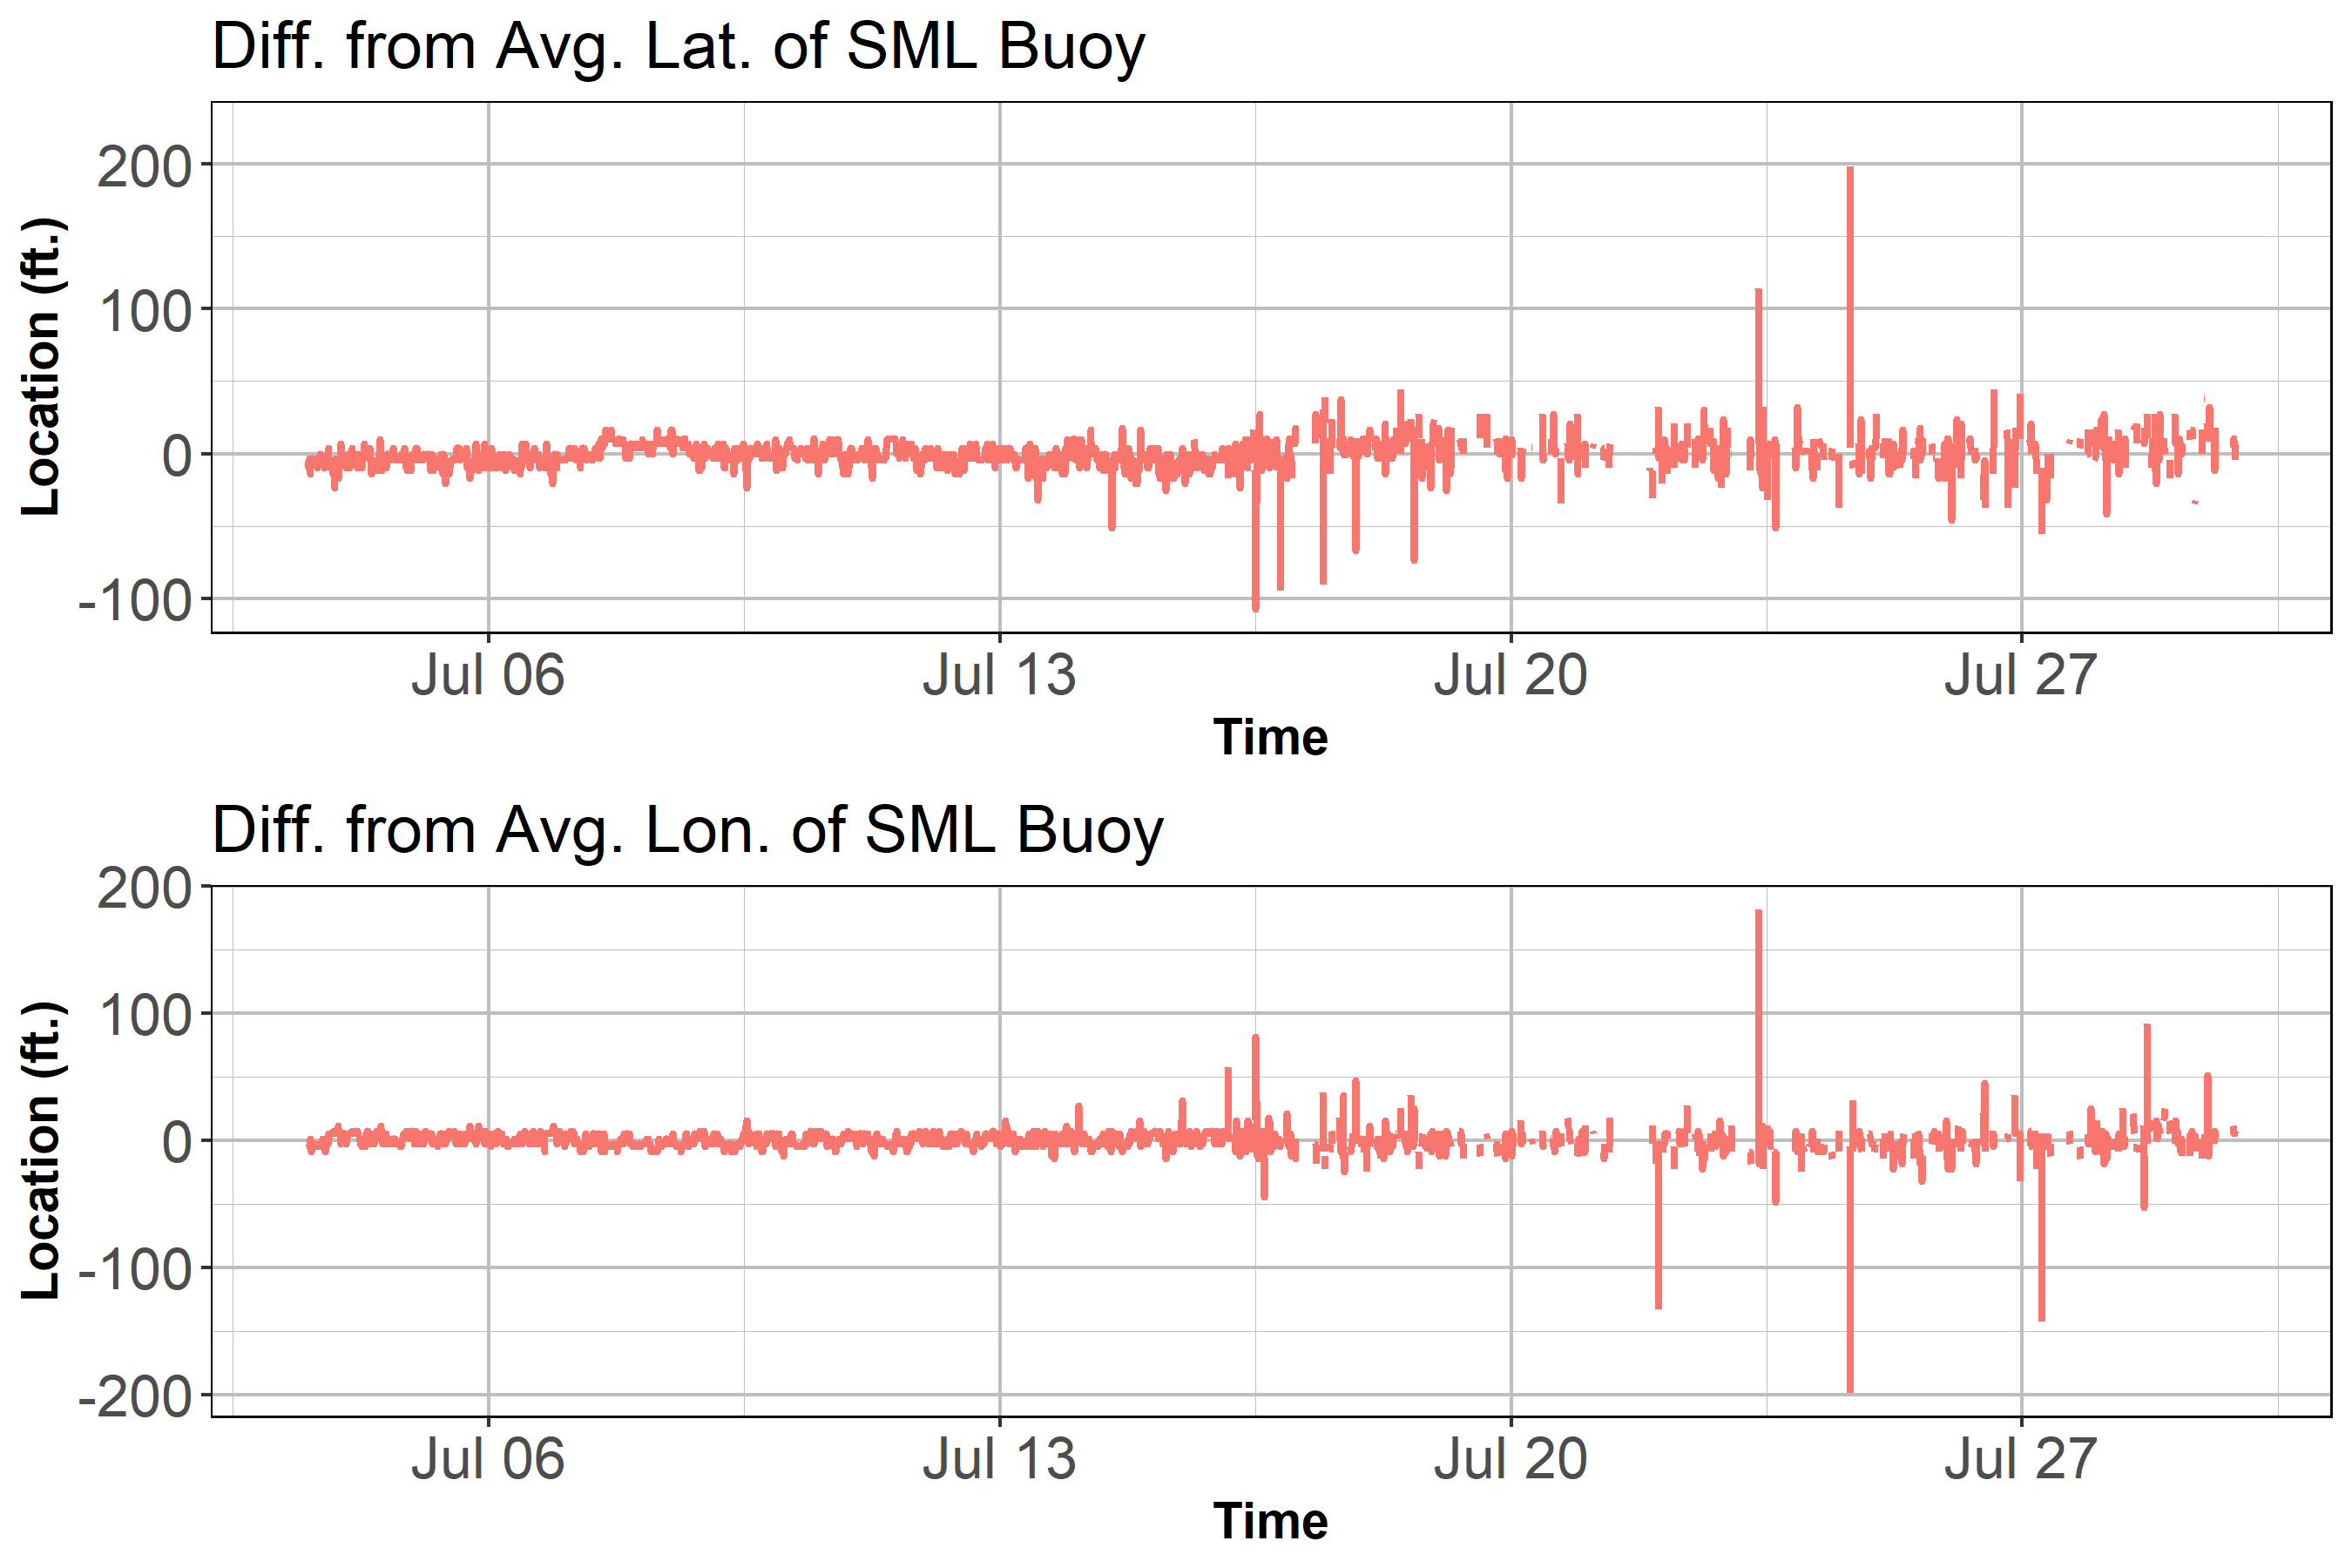 Diff. from Avg. Lat. of SML Buoy
Location (ft.)
200
100
0
-100
Jul 06 Jul 13 Jul 20 Jul 27
Time
Diff. from Avg. Lon. of SML Buoy
Location (ft.)
200
100
0
-100
-200
Jul 06 Jul 13 Jul 20 Jul 27
Time